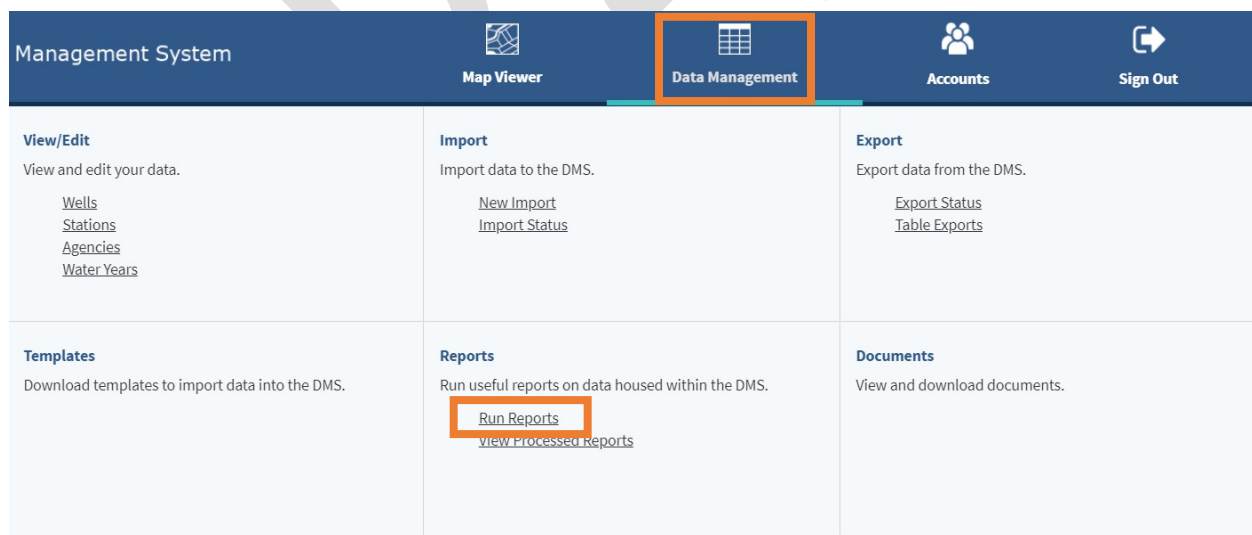 Management System
Map Viewer
Data Management
Accounts
Sign Out
View/Edit
View and edit your data.
Wells
Stations
Agencies
Water Years
Import
Import data to the DMS.
New Import
Import Status
Export
Export data from the DMS.
Export Status
Table Exports
Templates
Download templates to import data into the DMS.
Reports
Run useful reports on data housed within the DMS.
Run Reports
View Processed Reports
Documents
View and download documents.